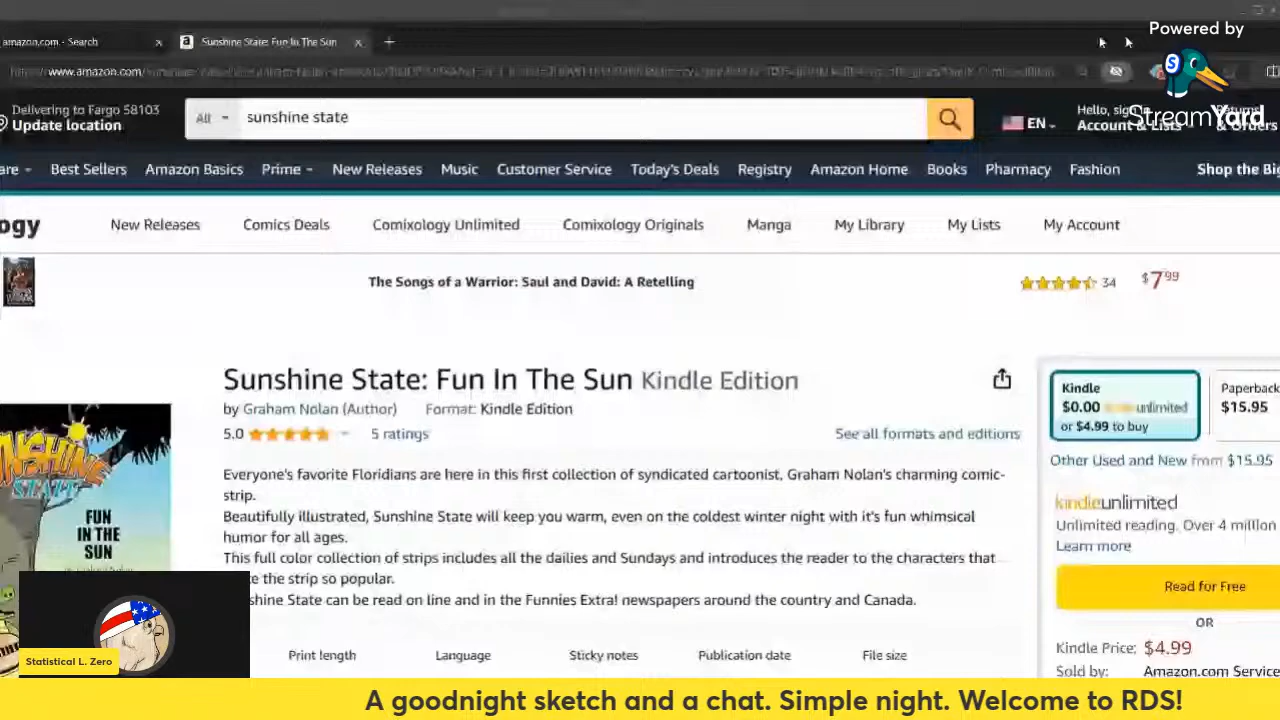 Powered by
StreamYard
amazon.com - Search
Sunshine State: Fun In The Sun
www.amazon.com/
Delivering to Fargo 58103
Update location
All
sunshine state
EN
Hello, sign in
Account & Lists
Returns
& Orders
are
Best Sellers
Amazon Basics
Prime
New Releases
Music
Customer Service
Today's Deals
Registry
Amazon Home
Books
Pharmacy
Fashion
Shop the Big
ogy
New Releases
Comics Deals
Comixology Unlimited
Comixology Originals
Manga
My Library
My Lists
My Account
The Songs of a Warrior: Saul and David: A Retelling
34
$7.99
Sunshine State: Fun In The Sun Kindle Edition
by Graham Nolan (Author) Format: Kindle Edition
5.0 5 ratings
See all formats and editions
Everyone's favorite Floridians are here in this first collection of syndicated cartoonist, Graham Nolan's charming comic-
strip.
Beautifully illustrated, Sunshine State will keep you warm, even on the coldest winter night with it's fun whimsical
humor for all ages.
This full color collection of strips includes all the dailies and Sundays and introduces the reader to the characters that
the strip so popular.
shine State can be read on line and in the Funnies Extra! newspapers around the country and Canada.
Print length
Language
Sticky notes
Publication date
File size
Kindle
$0.00 unlimited
or $4.99 to buy
Paperback
$15.95
Other Used and New from $15.95
kindleunlimited
Unlimited reading. Over 4 million
Learn more
Read for Free
OR
Kindle Price: $4.99
Sold by: Amazon.com Service
NSHINE
STATE
FUN
IN THE
SUN
Statistical L. Zero
A goodnight sketch and a chat. Simple night. Welcome to RDS!